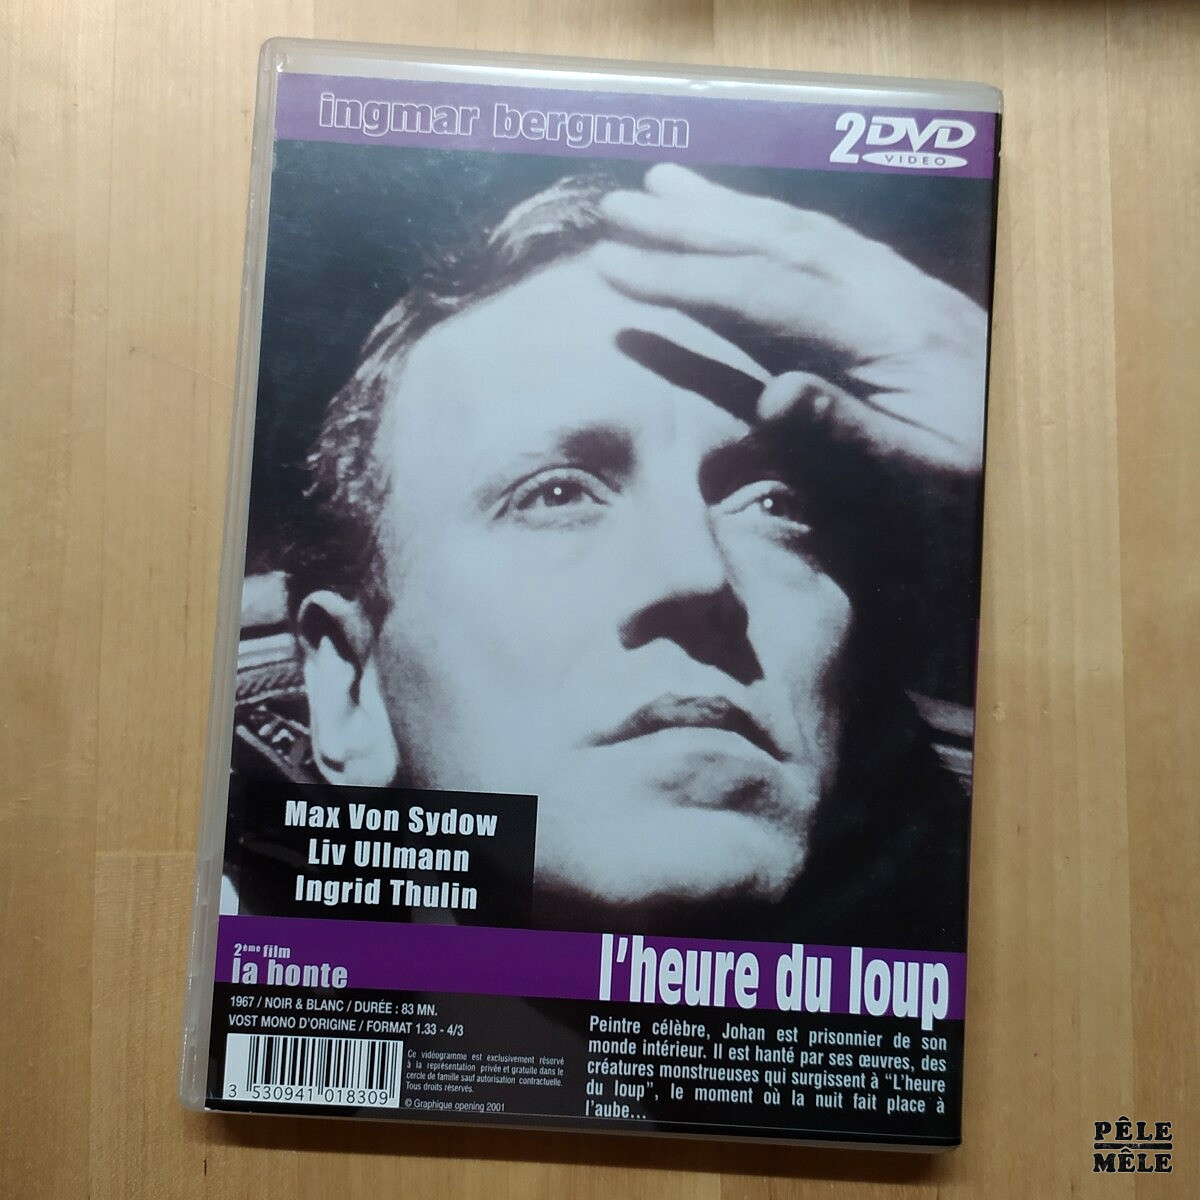 ingmar bergman
2 DVD
VIDEO
Max Von Sydow
Liv Ullmann
Ingrid Thulin
2ème film
la honte
l'heure du loup
1967 / NOIR & BLANC / DURÉE : 83 MN.
VOST MONO D'ORIGINE / FORMAT 1.33 - 4/3
Peintre célèbre, Johan est prisonnier de son
monde intérieur. Il est hanté par ses œuvres, des
créatures monstrueuses qui surgissent à “L'heure
du loup”, le moment où la nuit fait place à
l'aube...
Ce vidéogramme est exclusivement réservé
à la représentation privée et gratuite dans le
cercle de famille sauf autorisation contractuelle.
Tous droits réservés.
© Graphique opening 2001
3 530941 018309
PÊLE
MÊLE